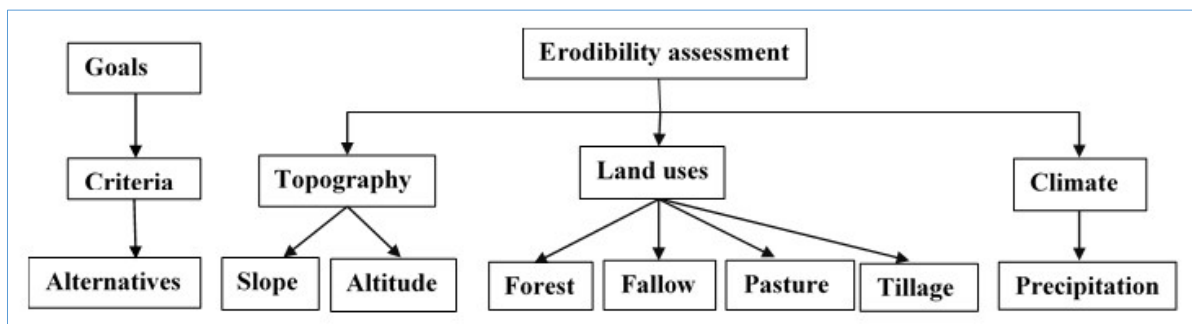 Goals
Erodibility assessment
Criteria
Topography
Land uses
Climate
Alternatives
Slope
Altitude
Forest
Fallow
Pasture
Tillage
Precipitation